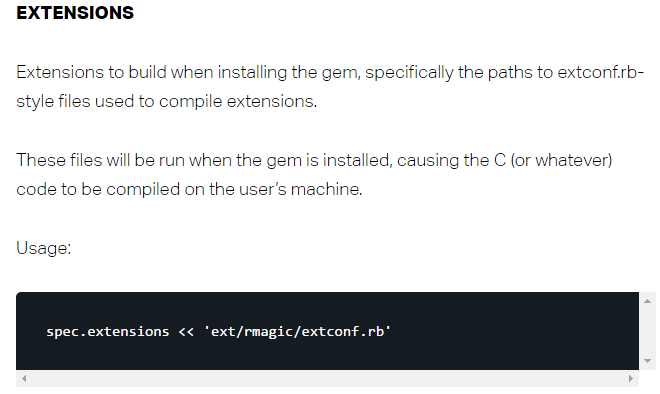 EXTENSIONS
Extensions to build when installing the gem, specifically the paths to extconf.rb-
style files used to compile extensions.
These files will be run when the gem is installed, causing the C (or whatever)
code to be compiled on the user’s machine.
Usage:
spec.extensions << 'ext/rmagic/extconf.rb'